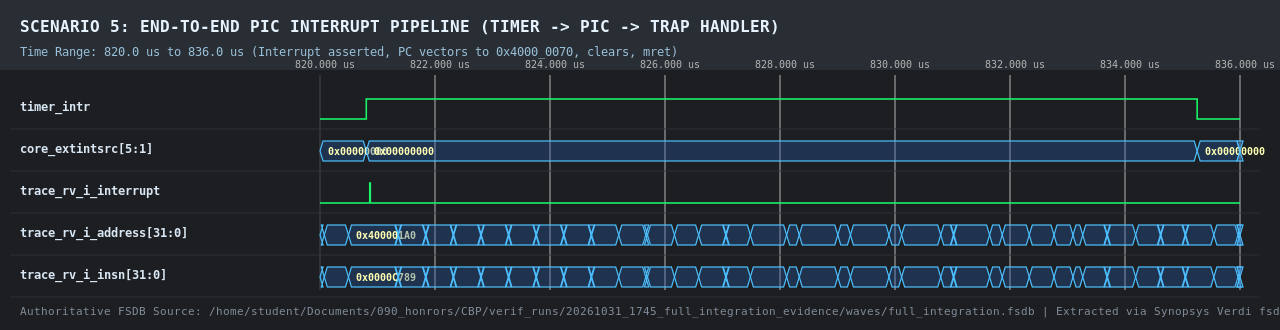 SCENARIO 5: END-TO-END PIC INTERRUPT PIPELINE (TIMER -> PIC -> TRAP HANDLER)
Time Range: 820.0 us to 836.0 us (Interrupt asserted, PC vectors to 0x4000_0070, clears, mret)
820.000 us 822.000 us 824.000 us 826.000 us 828.000 us 830.000 us 832.000 us 834.000 us 836.000 us
timer_intr
core_extintsrc[5:1] 0x00000000 0x00000000
trace_rv_i_interrupt
trace_rv_i_address[31:0] 0x400001A0
trace_rv_i_insn[31:0] 0x0000C789
Authoritative FSDB Source: /home/student/Documents/090_honrors/CBP/verif_runs/20261031_1745_full_integration_evidence/waves/full_integration.fsdb | Extracted via Synopsys Verdi fsd